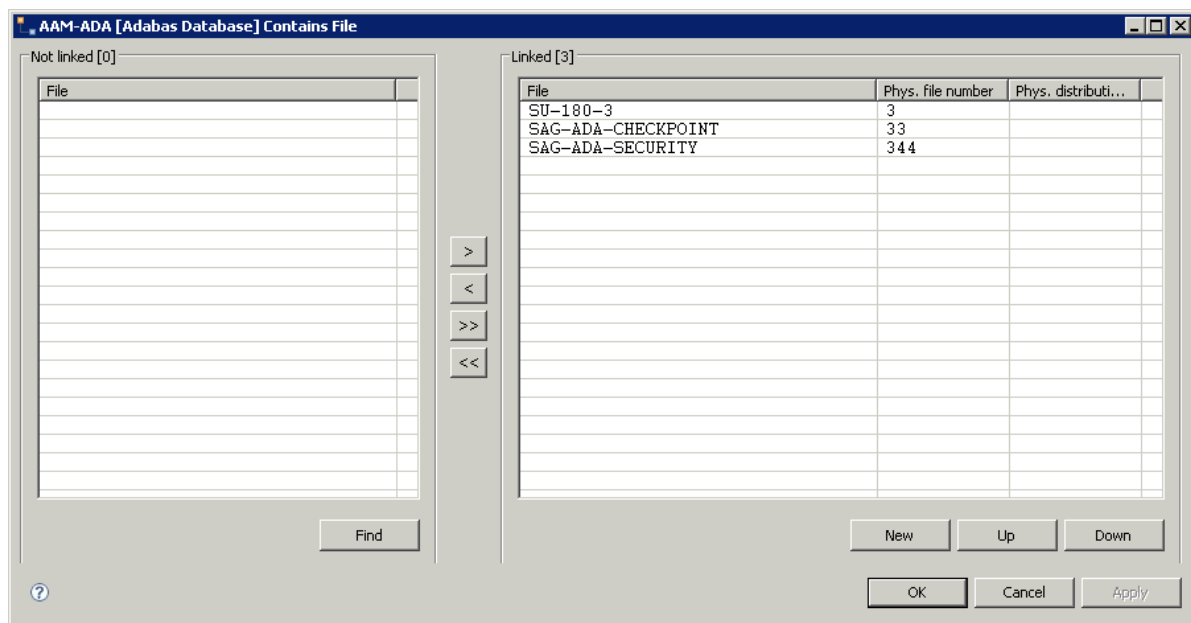 AAM-ADA [Adabas Database] Contains File
Not linked [0]
File
>
<
>>
<<
Find
Linked [3]
File Phys. file number Phys. distributi...
SU-180-3 3
SAG-ADA-CHECKPOINT 33
SAG-ADA-SECURITY 344
New Up Down
? OK Cancel Apply